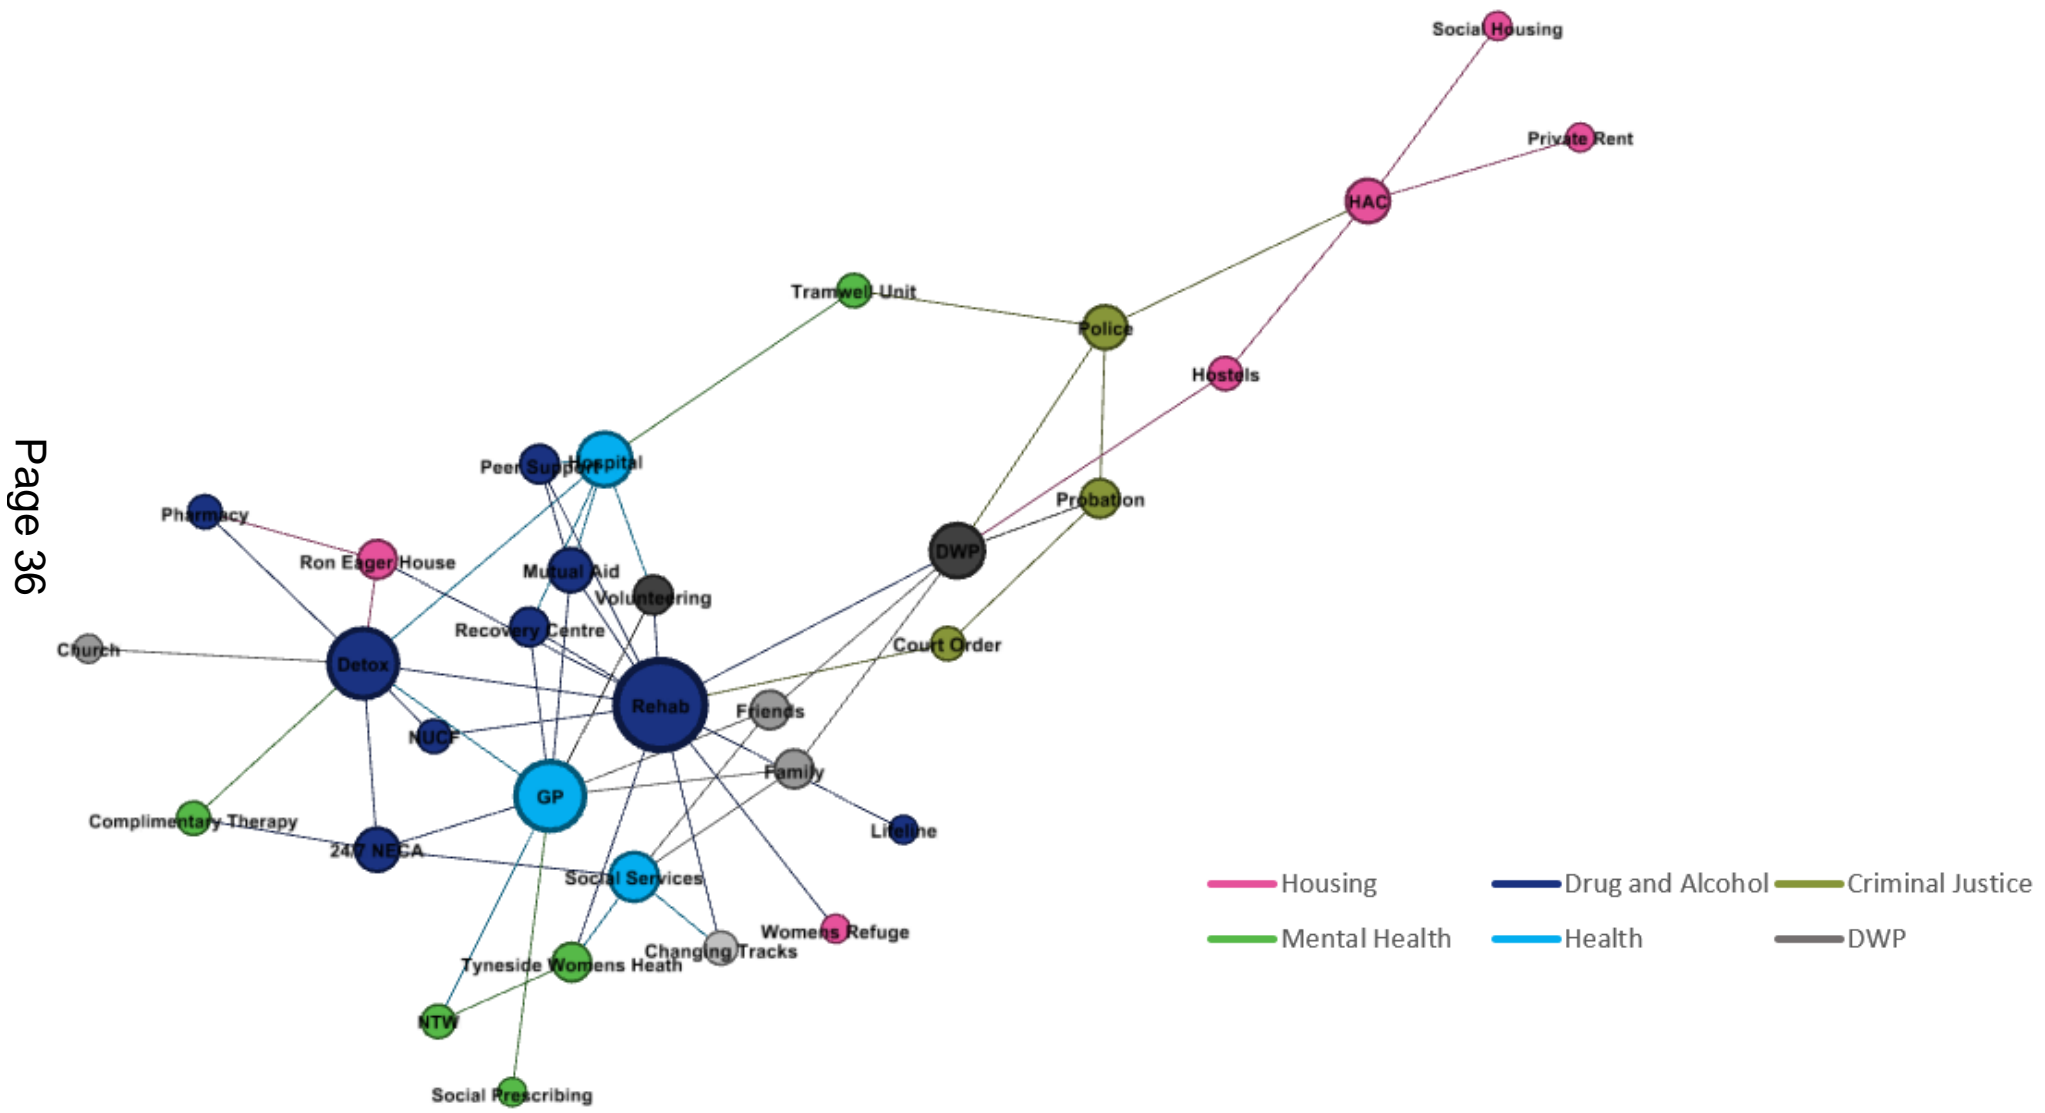 Social Housing
Private Rent
HAC
Tramwell Unit
Police
Hostels
Peer Support
Hospital
Page 36
Probation
Pharmacy
DWP
Ron Eager House
Mutual Aid
Volunteering
Recovery Centre
Court Order
Church
Detox
Rehab
Friends
NUCF
Family
GP
Complimentary Therapy
Lifeline
24/7 NECA
Social Services
Housing
Drug and Alcohol
Criminal Justice
Womens Refuge
Changing Tracks
Mental Health
Health
DWP
Tyneside Womens Heath
NTW
Social Prescribing